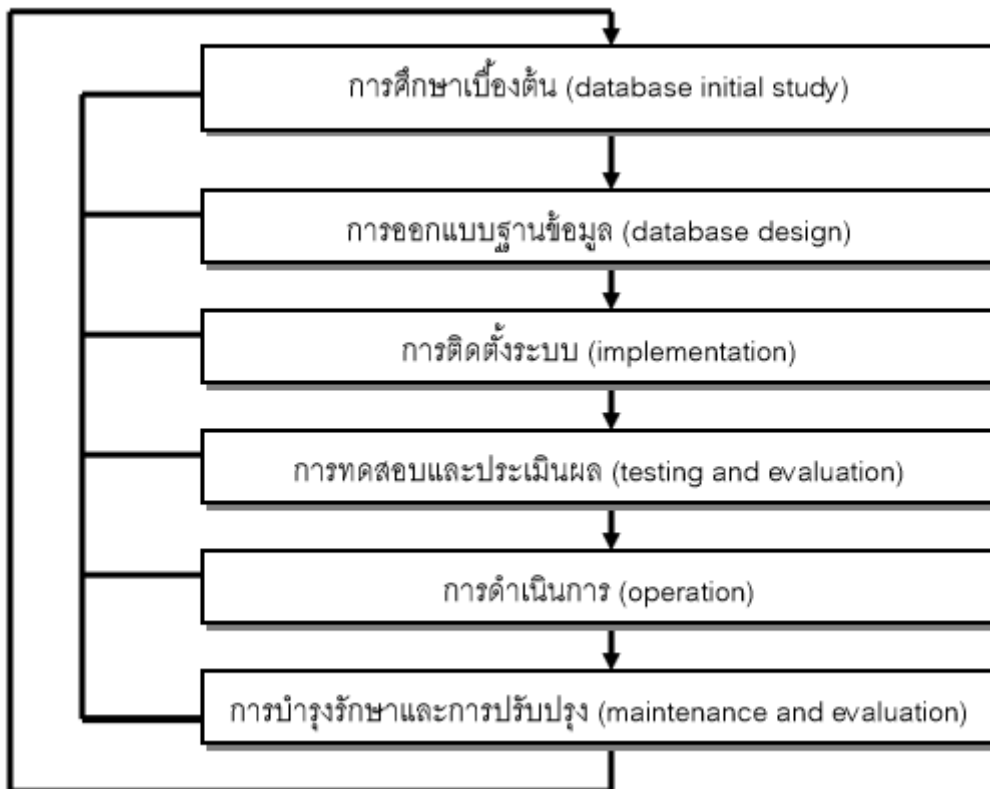 การศึกษาเบื้องต้น (database initial study)
การออกแบบฐานข้อมูล (database design)
การติดตั้งระบบ (implementation)
การทดสอบและประเมินผล (testing and evaluation)
การดำเนินการ (operation)
การบำรุงรักษาและการปรับปรุง (maintenance and evaluation)